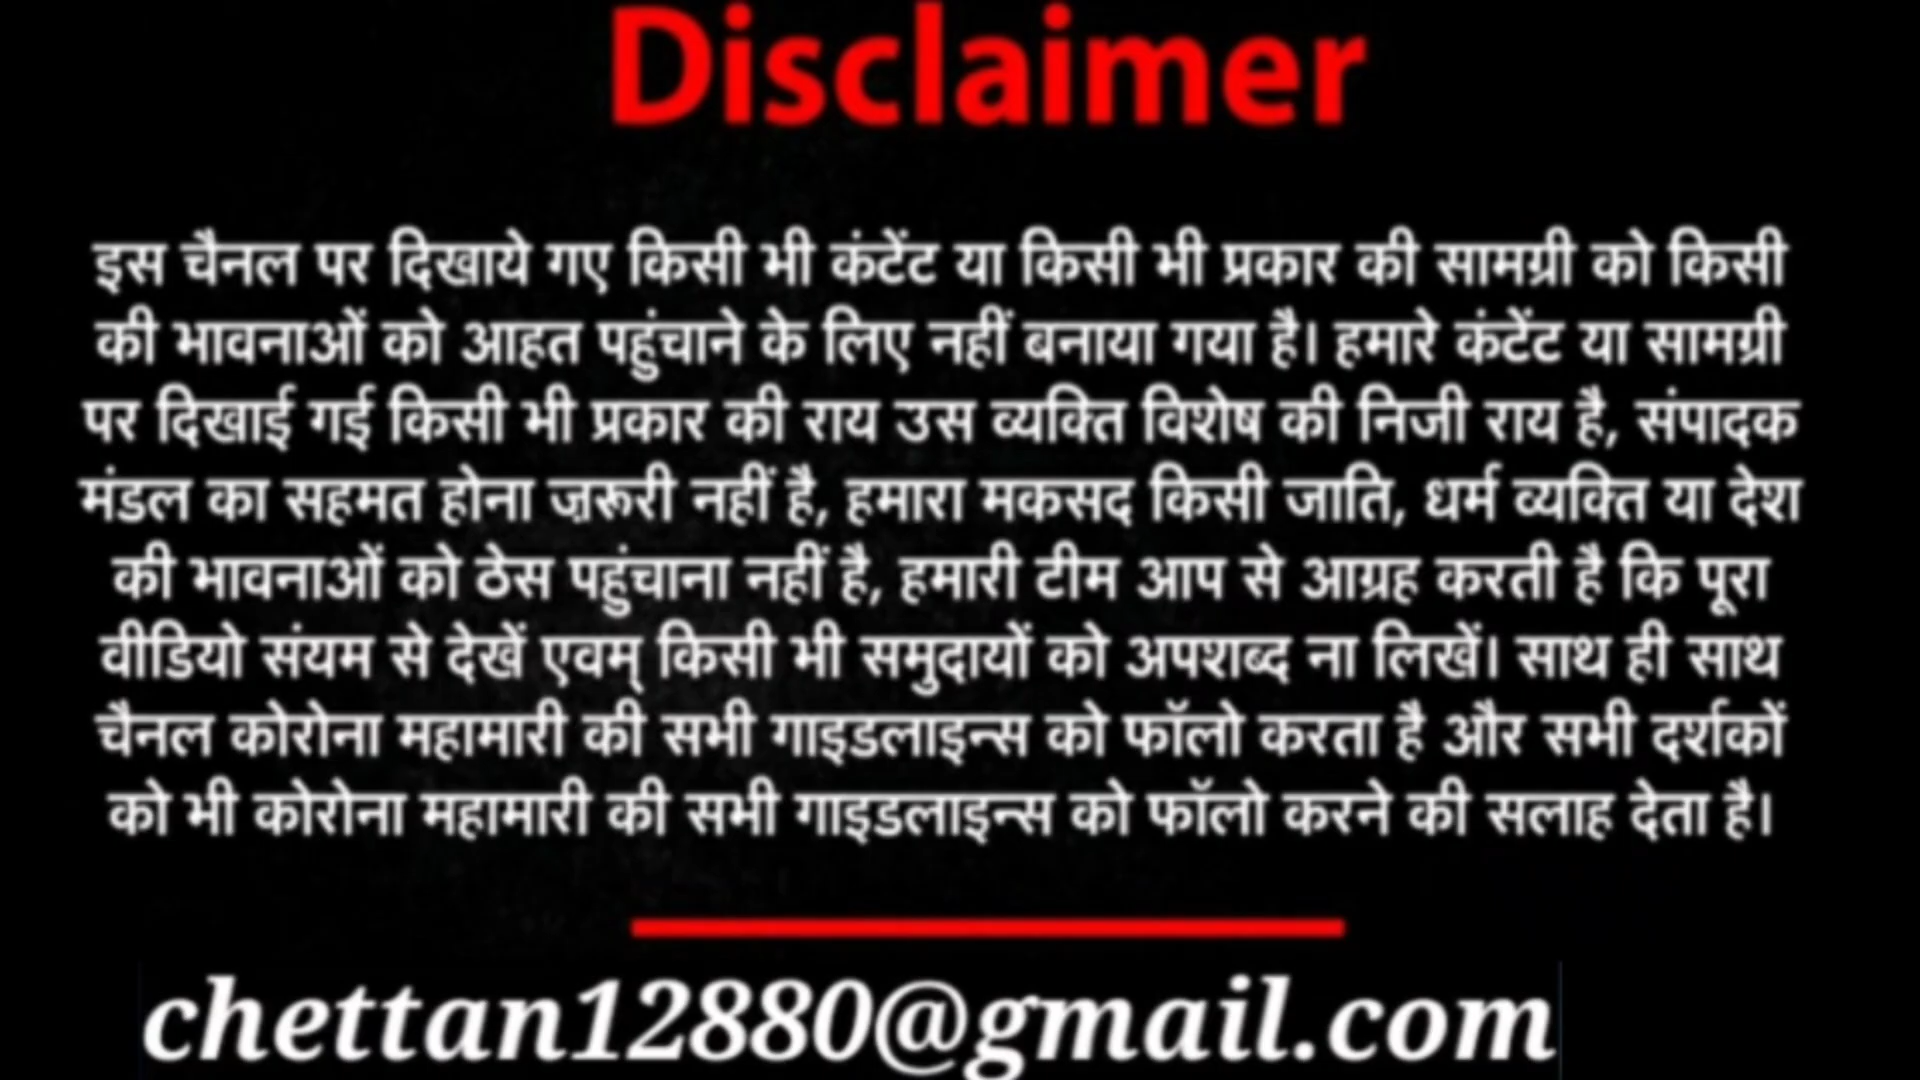 Disclaimer
इस चैनल पर दिखाये गए किसी भी कंटेंट या किसी भी प्रकार की सामग्री को किसी
की भावनाओं को आहत पहुंचाने के लिए नहीं बनाया गया है। हमारे कंटेंट या सामग्री
पर दिखाई गई किसी भी प्रकार की राय उस व्यक्ति विशेष की निजी राय है, संपादक
मंडल का सहमत होना ज़रूरी नहीं है, हमारा मकसद किसी जाति, धर्म व्यक्ति या देश
की भावनाओं को ठेस पहुंचाना नहीं है, हमारी टीम आप से आग्रह करती है कि पूरा
वीडियो संयम से देखें एवम् किसी भी समुदायों को अपशब्द ना लिखें। साथ ही साथ
चैनल कोरोना महामारी की सभी गाइडलाइन्स को फॉलो करता है और सभी दर्शकों
को भी कोरोना महामारी की सभी गाइडलाइन्स को फॉलो करने की सलाह देता है।
chettan12880@gmail.com